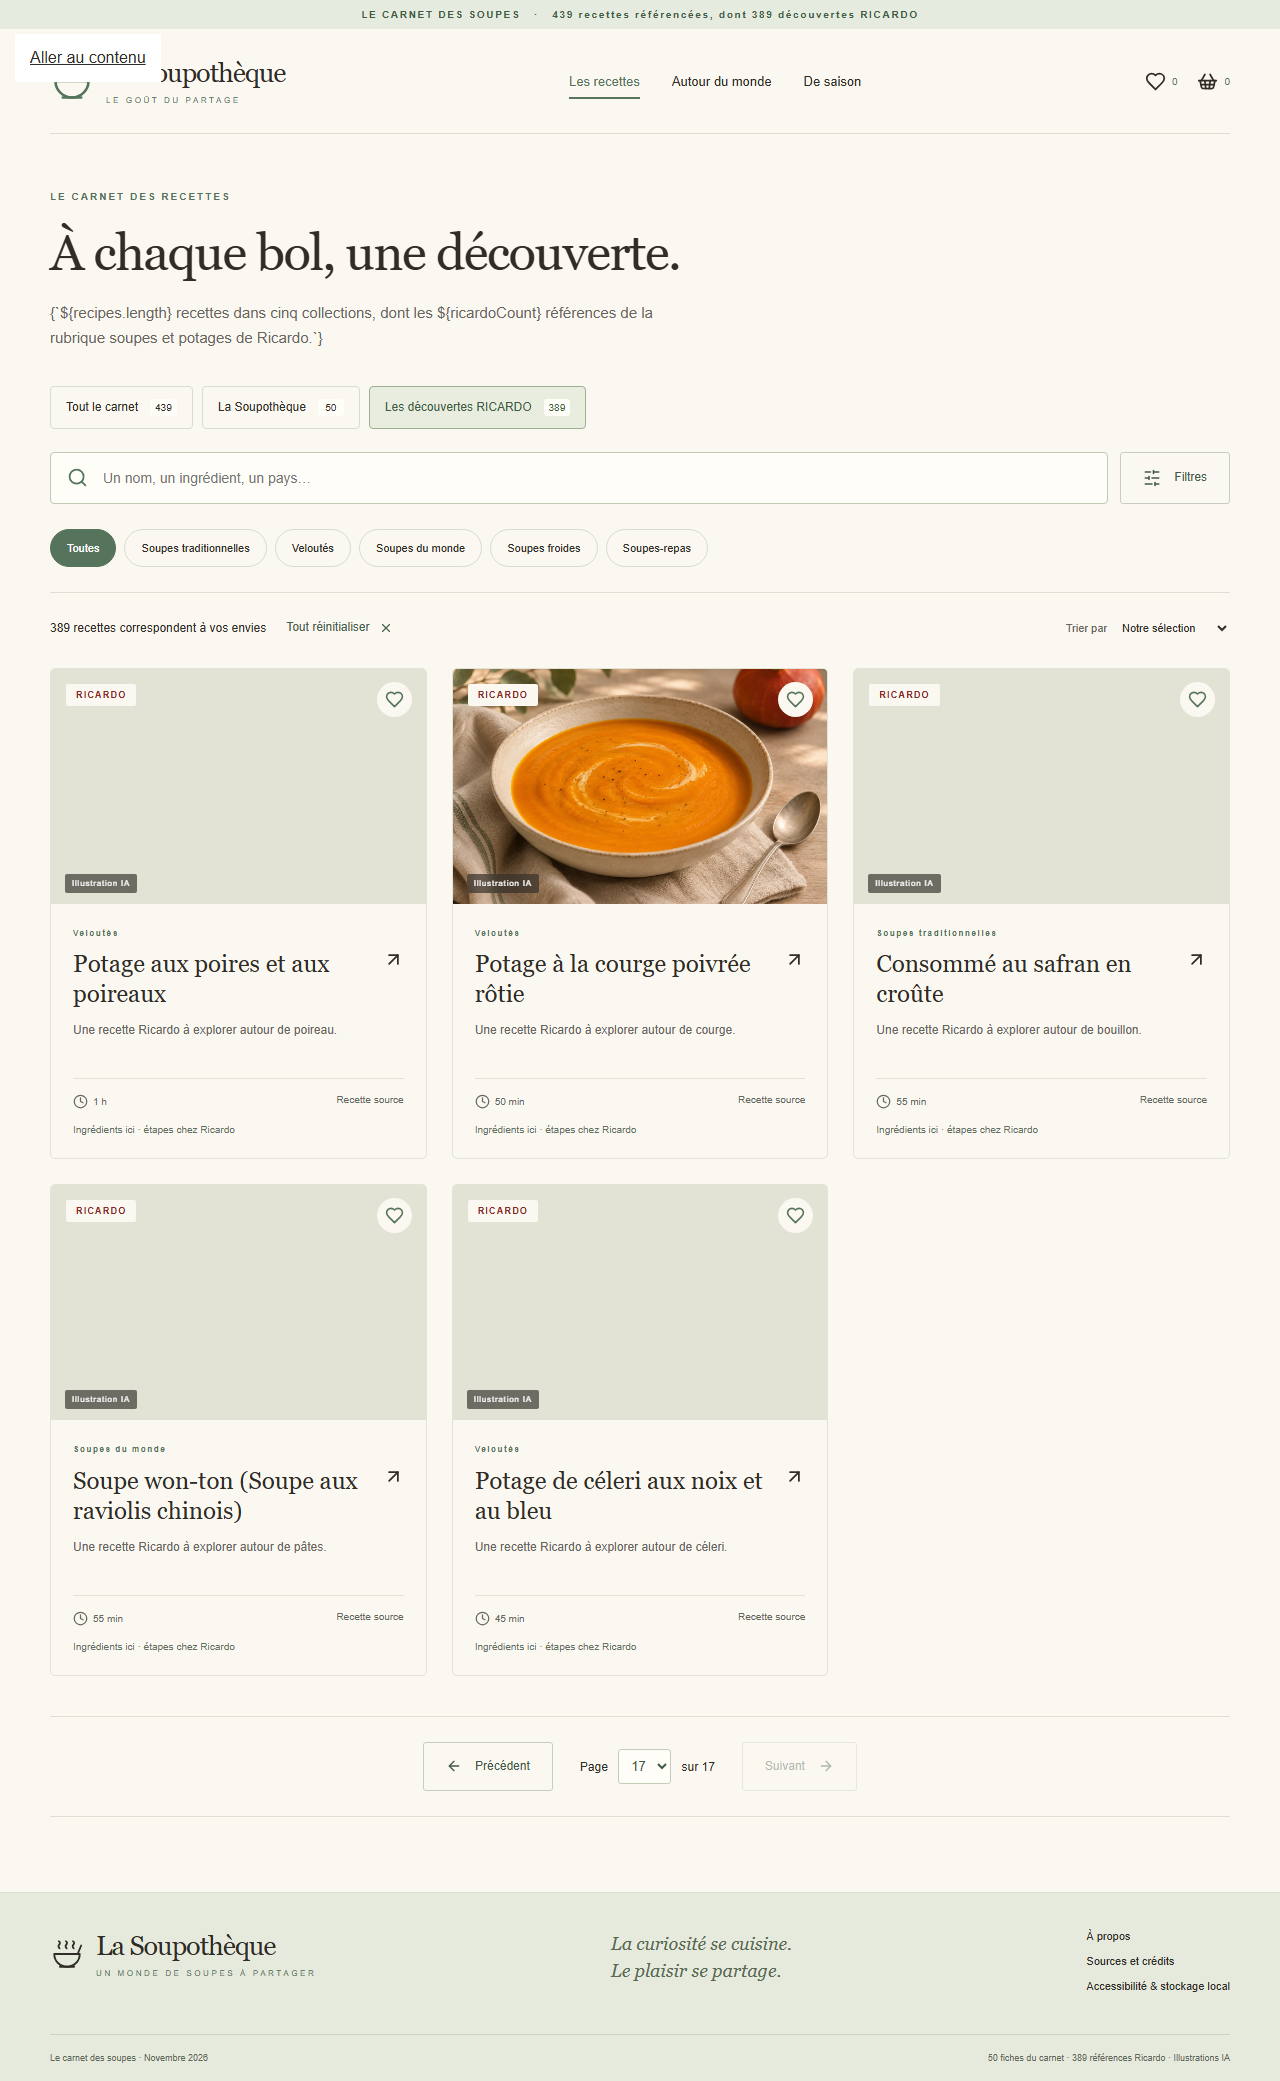 LE CARNET DES SOUPES · 439 recettes référencées, dont 389 découvertes RICARDO
Aller au contenu
oupothèque
LE GOÛT DU PARTAGE
Les recettes
Autour du monde
De saison
0
0
LE CARNET DES RECETTES
À chaque bol, une découverte.
{`${recipes.length} recettes dans cinq collections, dont les ${ricardoCount} références de la
rubrique soupes et potages de Ricardo.`}
Tout le carnet 439
La Soupothèque 50
Les découvertes RICARDO 389
Un nom, un ingrédient, un pays…
Filtres
Toutes
Soupes traditionnelles
Veloutés
Soupes du monde
Soupes froides
Soupes-repas
389 recettes correspondent à vos envies
Tout réinitialiser
Trier par Notre sélection
RICARDO
Illustration IA
Veloutés
Potage aux poires et aux
poireaux
Une recette Ricardo à explorer autour de poireau.
1 h
Recette source
Ingrédients ici · étapes chez Ricardo
RICARDO
Illustration IA
Veloutés
Potage à la courge poivrée
rôtie
Une recette Ricardo à explorer autour de courge.
50 min
Recette source
Ingrédients ici · étapes chez Ricardo
RICARDO
Illustration IA
Soupes traditionnelles
Consommé au safran en
croûte
Une recette Ricardo à explorer autour de bouillon.
55 min
Recette source
Ingrédients ici · étapes chez Ricardo
RICARDO
Illustration IA
Soupes du monde
Soupe won-ton (Soupe aux
raviolis chinois)
Une recette Ricardo à explorer autour de pâtes.
55 min
Recette source
Ingrédients ici · étapes chez Ricardo
RICARDO
Illustration IA
Veloutés
Potage de céleri aux noix et
au bleu
Une recette Ricardo à explorer autour de céleri.
45 min
Recette source
Ingrédients ici · étapes chez Ricardo
Précédent
Page 17 sur 17
Suivant
La Soupothèque
UN MONDE DE SOUPES À PARTAGER
La curiosité se cuisine.
Le plaisir se partage.
À propos
Sources et crédits
Accessibilité & stockage local
Le carnet des soupes · Novembre 2026
50 fiches du carnet · 389 références Ricardo · Illustrations IA